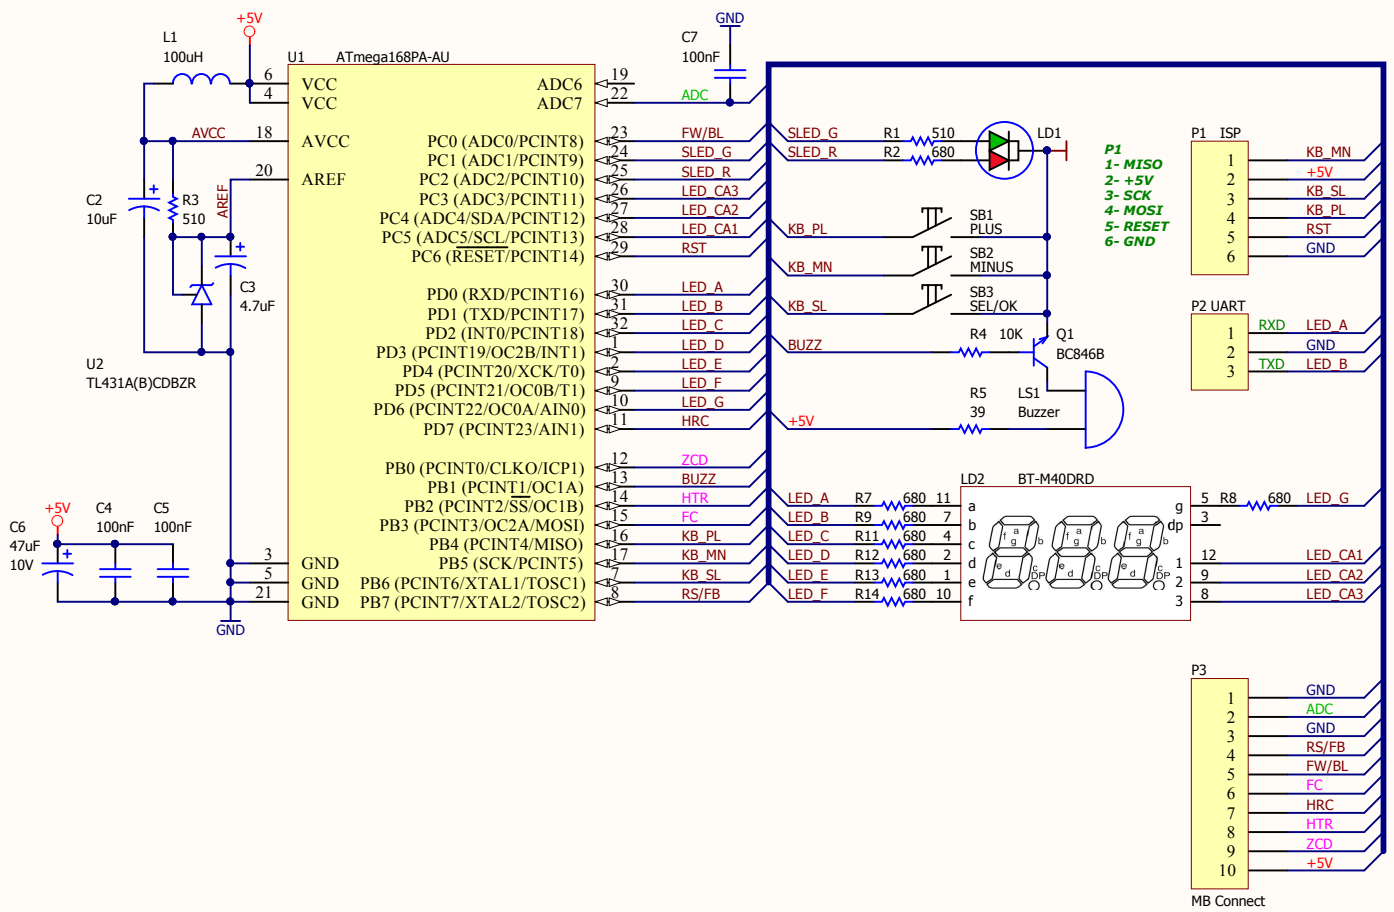 +5V
L1
100uH
AVCC
C2
10uF
R3
510
AREF
C3
4.7uF
U2
TL431A(B)CDBZR
+5V
C6
47uF
10V
C4
100nF
C5
100nF
GND
U1 ATmega168PA-AU
6 VCC
4 VCC
18 AVCC
20 AREF
3 GND
5 GND
21 GND
ADC6 19
ADC7 22 ADC
PC0 (ADC0/PCINT8) 23 FW/BL
PC1 (ADC1/PCINT9) 24 SLED_G
PC2 (ADC2/PCINT10) 25 SLED_R
PC3 (ADC3/PCINT11) 26 LED_CA3
PC4 (ADC4/SDA/PCINT12) 27 LED_CA2
PC5 (ADC5/SCL/PCINT13) 28 LED_CA1
PC6 (RESET/PCINT14) 29 RST
PD0 (RXD/PCINT16) 30 LED_A
PD1 (TXD/PCINT17) 31 LED_B
PD2 (INT0/PCINT18) 32 LED_C
PD3 (PCINT19/OC2B/INT1) 1 LED_D
PD4 (PCINT20/XCK/T0) 2 LED_E
PD5 (PCINT21/OC0B/T1) 9 LED_F
PD6 (PCINT22/OC0A/AIN0) 10 LED_G
PD7 (PCINT23/AIN1) 11 HRC
PB0 (PCINT0/CLKO/ICP1) 12 ZCD
PB1 (PCINT1/OC1A) 13 BUZZ
PB2 (PCINT2/SS/OC1B) 14 HTR
PB3 (PCINT3/OC2A/MOSI) 15 FC
PB4 (PCINT4/MISO) 16 KB_PL
PB5 (SCK/PCINT5) 17 KB_MN
PB6 (PCINT6/XTAL1/TOSC1) 7 KB_SL
PB7 (PCINT7/XTAL2/TOSC2) 8 RS/FB
GND
C7
100nF
SLED_G R1 510
SLED_R R2 680
LD1
KB_PL
SB1
PLUS
KB_MN
SB2
MINUS
KB_SL
SB3
SEL/OK
BUZZ R4 10K
Q1
BC846B
+5V
R5
39
LS1
Buzzer
LD2 BT-M40DRD
LED_A R7 680 11 a
LED_B R9 680 7 b
LED_C R11 680 4 c
LED_D R12 680 2 d
LED_E R13 680 1 e
LED_F R14 680 10 f
a
f g b
e d c
DP
a
f g b
e d c
DP
a
f g b
e d c
DP
g 5 R8 680 LED_G
dp 3
1 12 LED_CA1
2 9 LED_CA2
3 8 LED_CA3
P1
1- MISO
2- +5V
3- SCK
4- MOSI
5- RESET
6- GND
P1 ISP
1 KB_MN
2 +5V
3 KB_SL
4 KB_PL
5 RST
6 GND
P2 UART
1 RXD LED_A
2 GND
3 TXD LED_B
P3
1 GND
2 ADC
3 GND
4 RS/FB
5 FW/BL
6 FC
7 HRC
8 HTR
9 ZCD
10 +5V
MB Connect